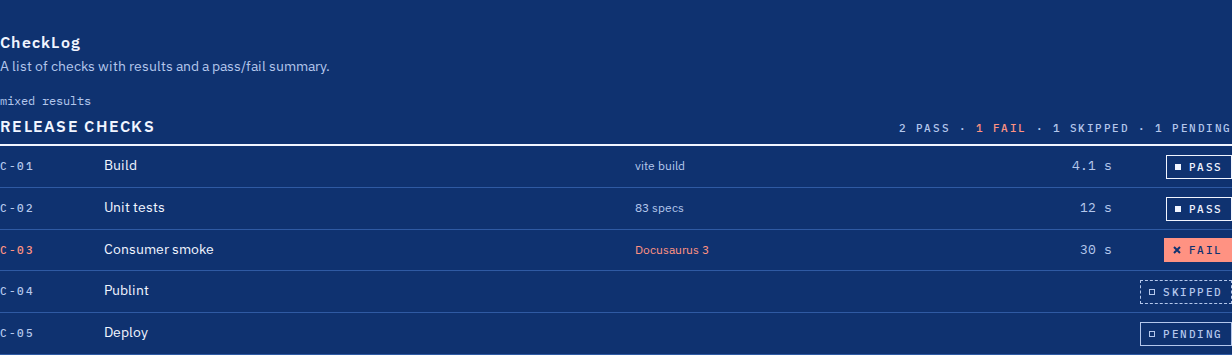 CheckLog
A list of checks with results and a pass/fail summary.
mixed results
RELEASE CHECKS 2 PASS · 1 FAIL · 1 SKIPPED · 1 PENDING
C-01 Build vite build 4.1 s PASS
C-02 Unit tests 83 specs 12 s PASS
C-03 Consumer smoke Docusaurus 3 30 s FAIL
C-04 Publint SKIPPED
C-05 Deploy PENDING